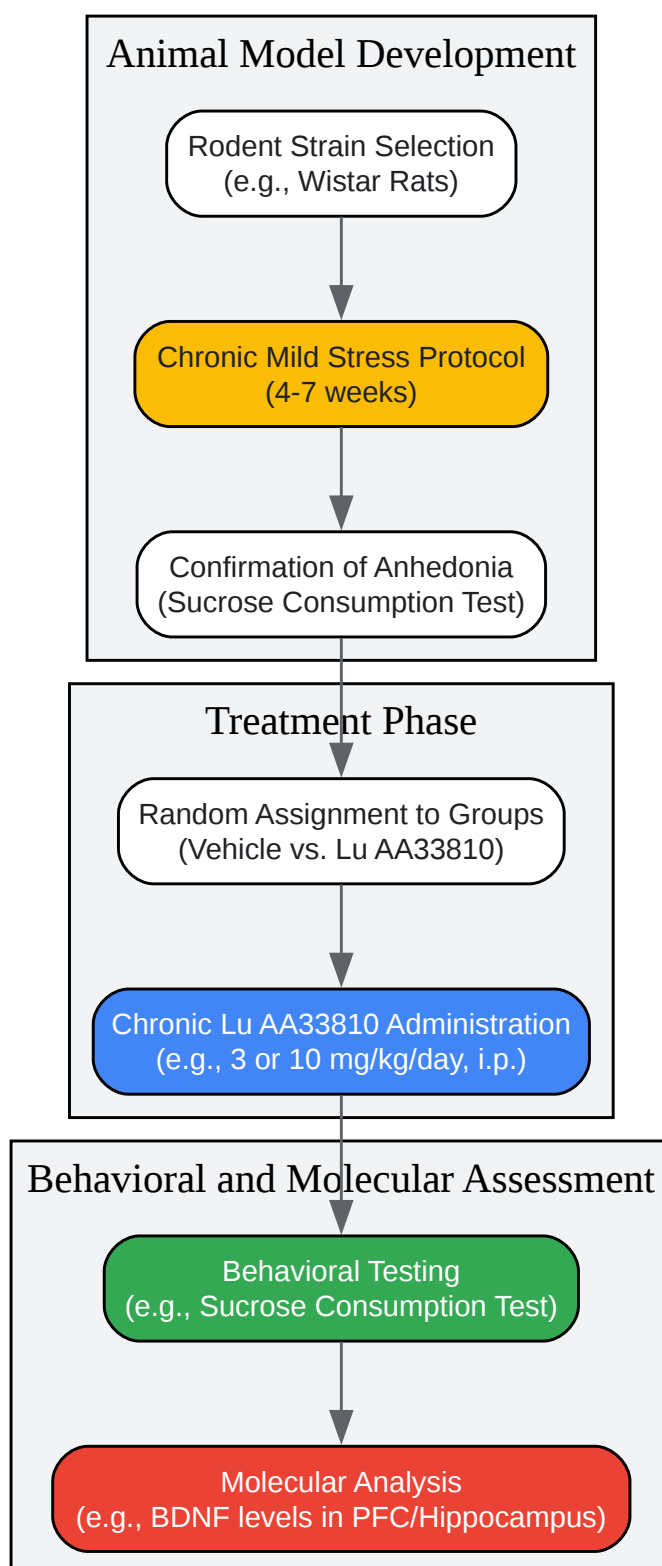 Animal Model Development
Rodent Strain Selection
(e.g., Wistar Rats)
Chronic Mild Stress Protocol
(4-7 weeks)
Confirmation of Anhedonia
(Sucrose Consumption Test)
Treatment Phase
Random Assignment to Groups
(Vehicle vs. Lu AA33810)
Chronic Lu AA33810 Administration
(e.g., 3 or 10 mg/kg/day, i.p.)
Behavioral and Molecular Assessment
Behavioral Testing
(e.g., Sucrose Consumption Test)
Molecular Analysis
(e.g., BDNF levels in PFC/Hippocampus)